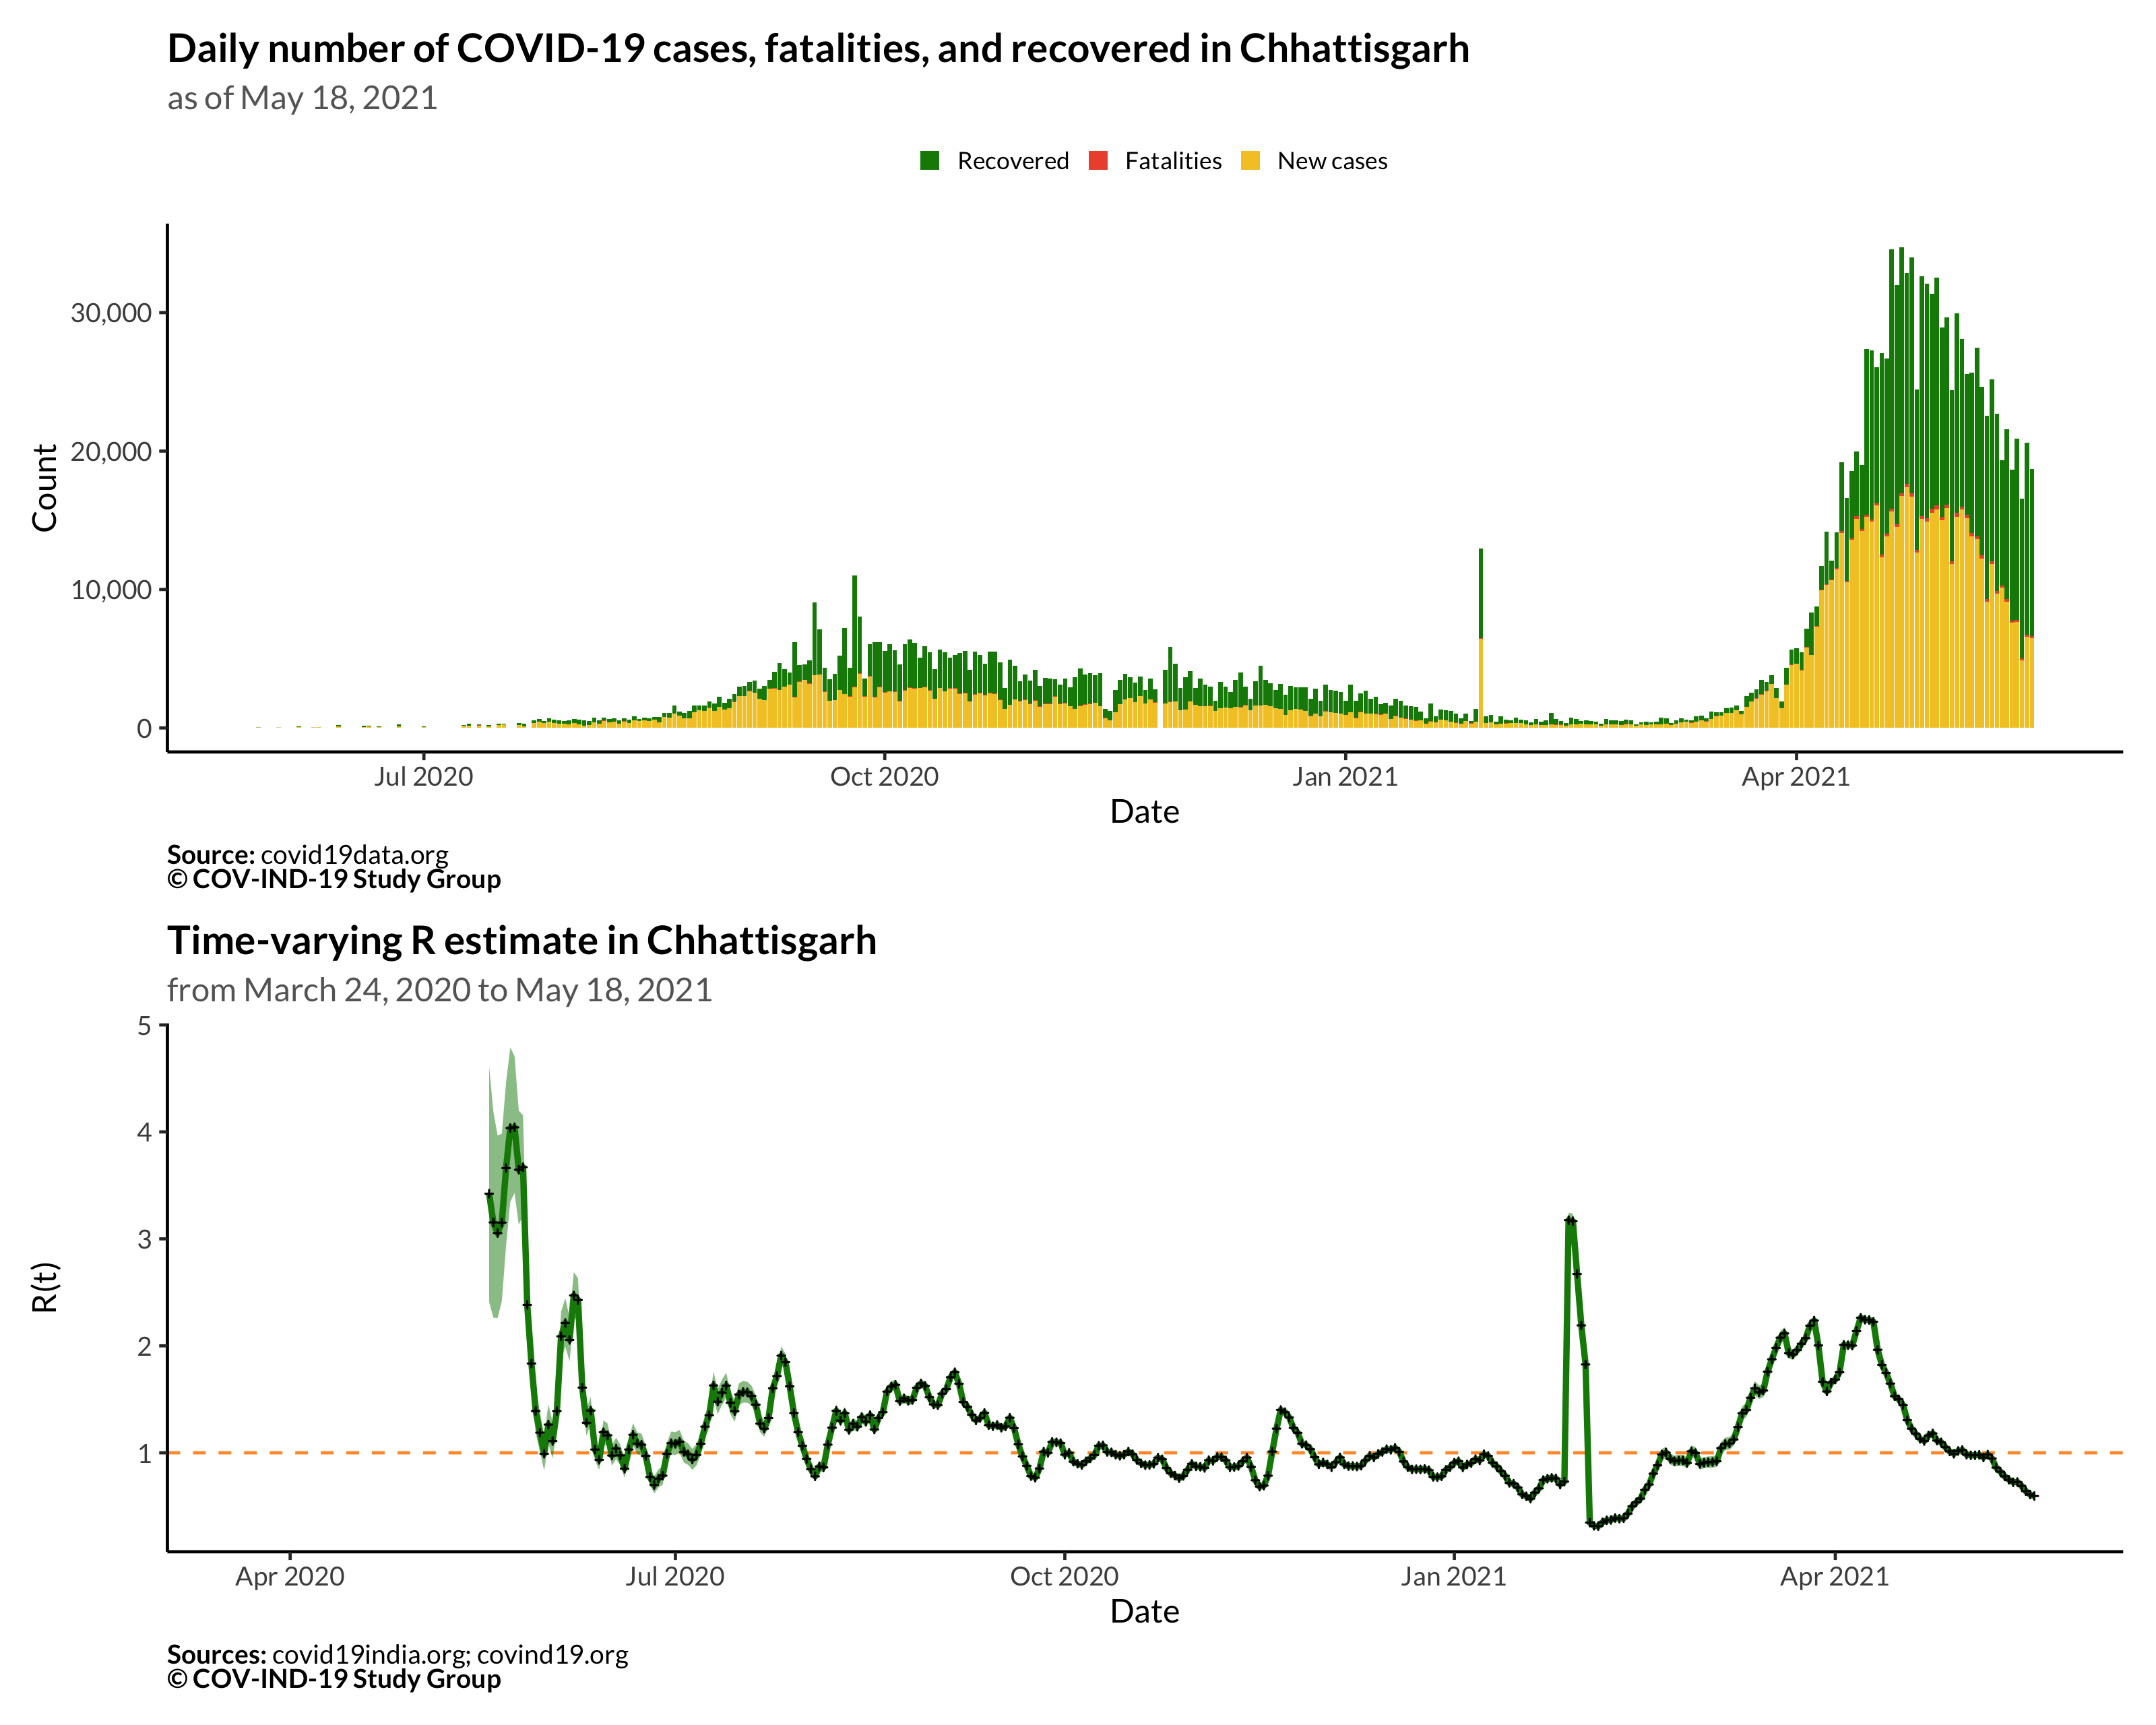 Daily number of COVID-19 cases, fatalities, and recovered in Chhattisgarh
as of May 18, 2021
Recovered Fatalities New cases
Count
30,000
20,000
10,000
0
Jul 2020 Oct 2020 Jan 2021 Apr 2021
Date
Source: covid19data.org
© COV-IND-19 Study Group
Time-varying R estimate in Chhattisgarh
from March 24, 2020 to May 18, 2021
R(t)
5
4
3
2
1
Apr 2020 Jul 2020 Oct 2020 Jan 2021 Apr 2021
Date
Sources: covid19india.org; covind19.org
© COV-IND-19 Study Group